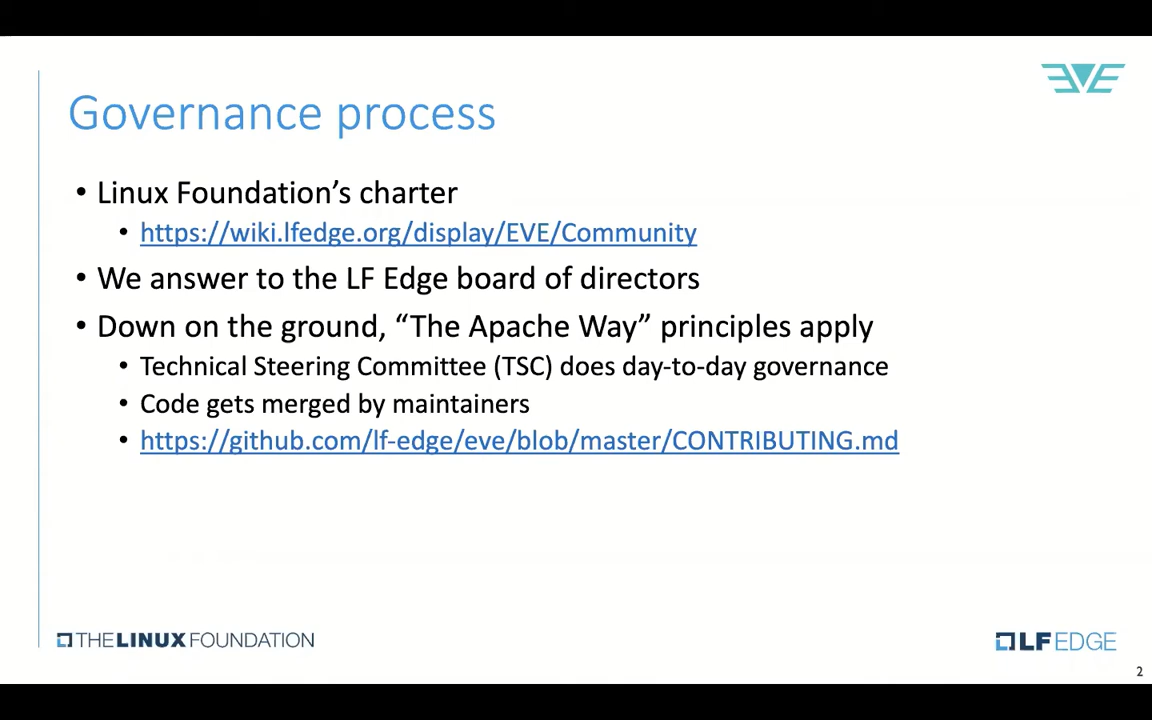 EVE
Governance process
• Linux Foundation’s charter
• https://wiki.lfedge.org/display/EVE/Community
• We answer to the LF Edge board of directors
• Down on the ground, “The Apache Way” principles apply
• Technical Steering Committee (TSC) does day-to-day governance
• Code gets merged by maintainers
• https://github.com/lf-edge/eve/blob/master/CONTRIBUTING.md
THE LINUX FOUNDATION
LF EDGE
2